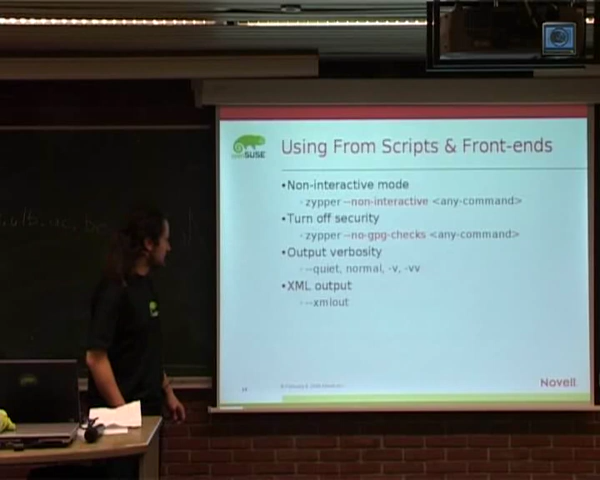 Using From Scripts & Front-ends
openSUSE
•Non-interactive mode
- zypper --non-interactive <any-command>
•Turn off security
- zypper --no-gpg-checks <any-command>
•Output verbosity
- --quiet, normal, -v, -vv
•XML output
- --xmlout
Novell